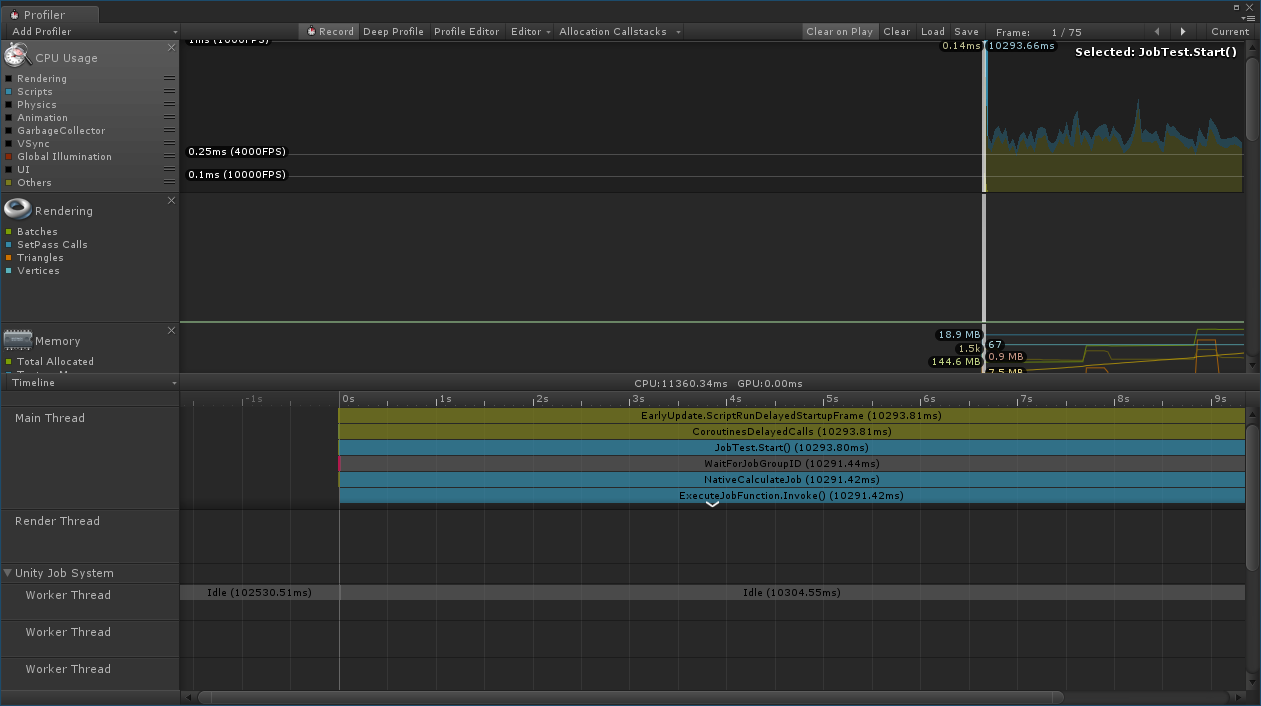 Profiler
Add Profiler Record Deep Profile Profiler Editor Editor Allocation Callstacks Clear on Play Clear Load Save Frame: 1 / 75 Current
CPU Usage
Rendering
Scripts
Physics
Animation
GarbageCollector
VSync
Global Illumination
UI
Others
1ms (1000FPS)
0.25ms (4000FPS)
0.1ms (10000FPS)
0.14ms 10293.66ms
Selected: JobTest.Start()
Rendering
Batches
SetPass Calls
Triangles
Vertices
Memory
Total Allocated
18.9 MB
67
1.5k
0.9 MB
144.6 MB
7.5 MB
Timeline CPU:11360.34ms GPU:0.00ms
-1s 0s 1s 2s 3s 4s 5s 6s 7s 8s 9s
Main Thread
EarlyUpdate.ScriptRunDelayedStartupFrame (10293.81ms)
CoroutinesDelayedCalls (10293.81ms)
JobTest.Start() (10293.80ms)
WaitForJobGroupID (10291.44ms)
NativeCalculateJob (10291.42ms)
ExecuteJobFunction.Invoke() (10291.42ms)
Render Thread
Unity Job System
Worker Thread Idle (102530.51ms) Idle (10304.55ms)
Worker Thread
Worker Thread